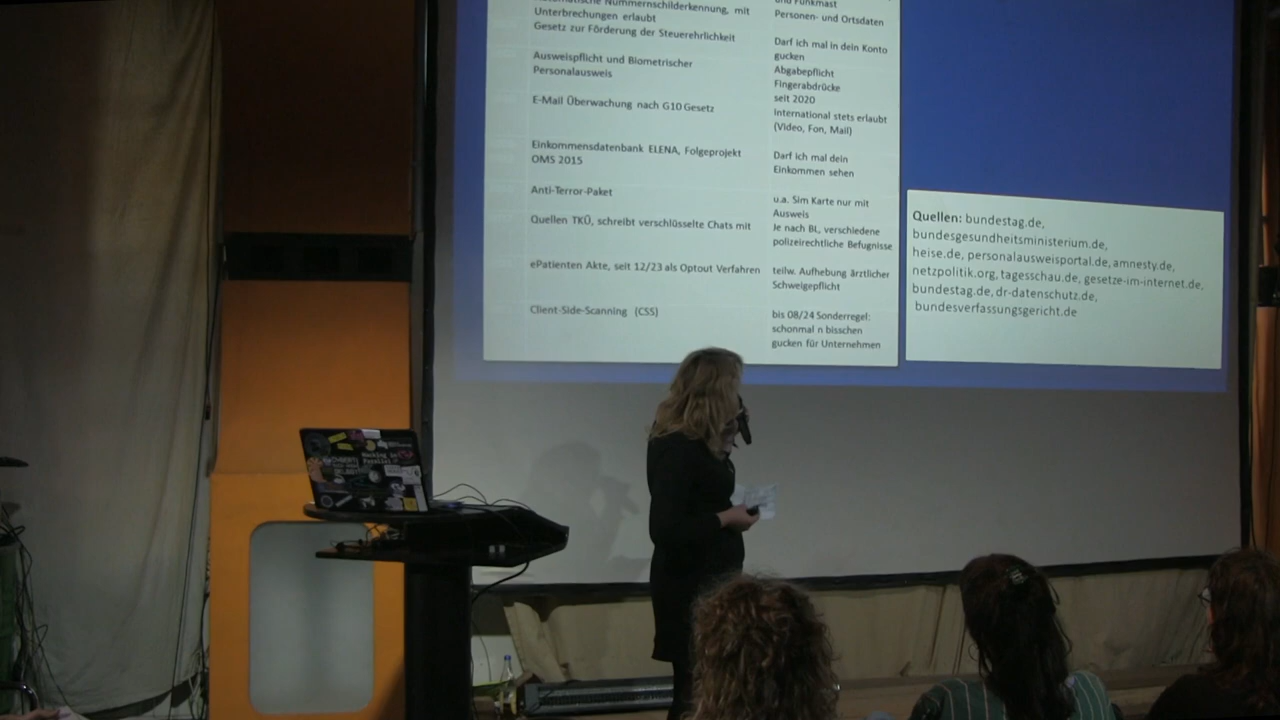 Automatische Nummernschilderkennung, mit
Unterbrechungen erlaubt
Gesetz zur Förderung der Steuerehrlichkeit
Ausweispflicht und Biometrischer
Personalausweis
E-Mail Überwachung nach G10 Gesetz
Einkommensdatenbank ELENA, Folgeprojekt
OMS 2015
Anti-Terror-Paket
Quellen TKÜ, schreibt verschlüsselte Chats mit
ePatienten Akte, seit 12/23 als Optout Verfahren
Client-Side-Scanning (CSS)
und Funkmast
Personen- und Ortsdaten
Darf ich mal in dein Konto
gucken
Abgabepflicht
Fingerabdrücke
seit 2020
International stets erlaubt
(Video, Fon, Mail)
Darf ich mal dein
Einkommen sehen
u.a. Sim Karte nur mit
Ausweis
Je nach BL, verschiedene
polizeirechtliche Befugnisse
teilw. Aufhebung ärztlicher
Schweigepflicht
bis 08/24 Sonderregel:
schonmal n bisschen
gucken für Unternehmen
Quellen: bundestag.de,
bundesgesundheitsministerium.de,
heise.de, personalausweisportal.de, amnesty.de,
netzpolitik.org, tagesschau.de, gesetze-im-internet.de,
bundestag.de, dr-datenschutz.de,
bundesverfassungsgericht.de
Hacking in
Parallel